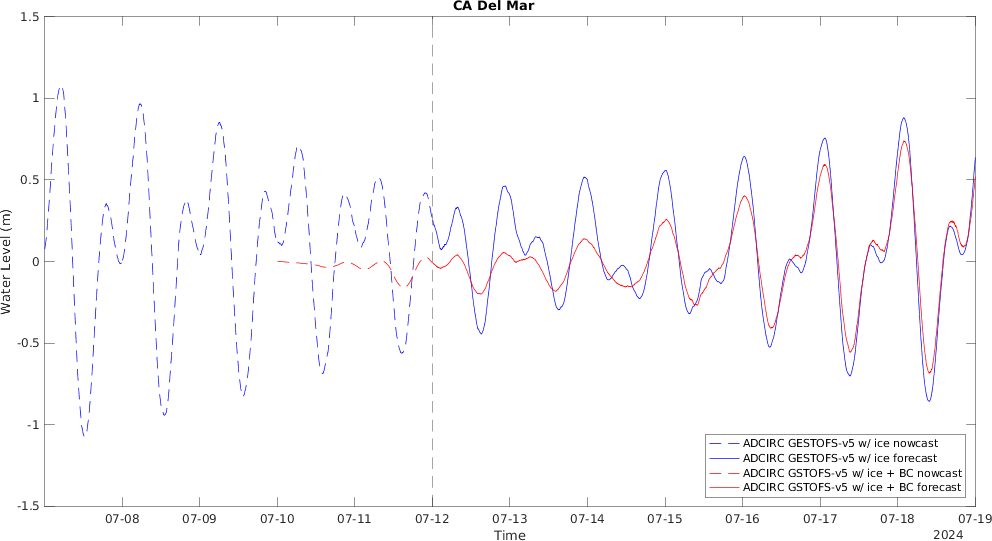 CA Del Mar
1.5
1
0.5
0
-0.5
-1
-1.5
Water Level (m)
07-08 07-09 07-10 07-11 07-12 07-13 07-14 07-15 07-16 07-17 07-18 07-19
Time
2024
ADCIRC GESTOFS-v5 w/ ice nowcast
ADCIRC GESTOFS-v5 w/ ice forecast
ADCIRC GSTOFS-v5 w/ ice + BC nowcast
ADCIRC GSTOFS-v5 w/ ice + BC forecast